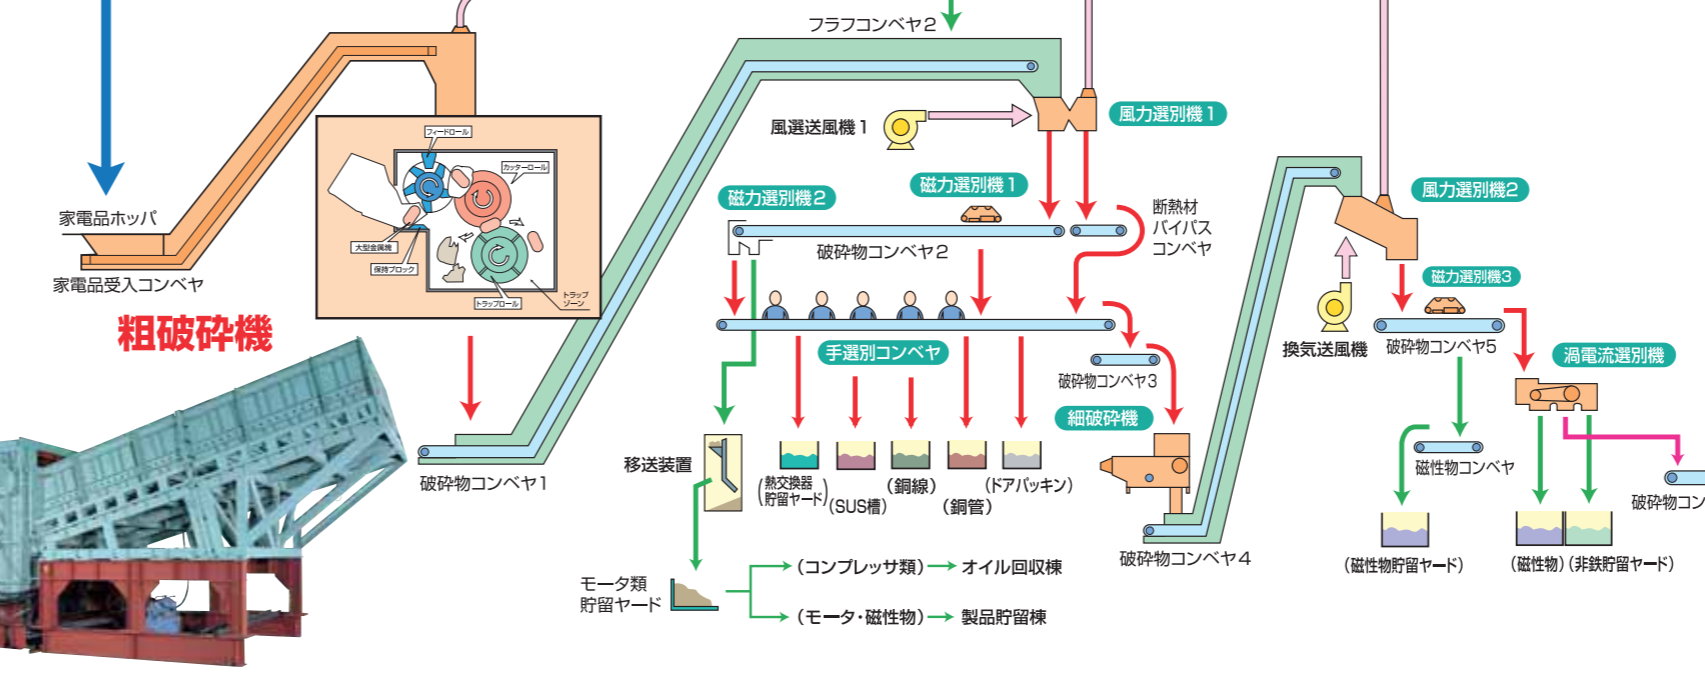 フラフコンベヤ2
風力選別機1
風選送風機1
フィードロール
カッターロール
大型金属塊
保持ブロック
トラップロール
トラップ
ゾーン
家電品ホッパ
家電品受入コンベヤ
粗破砕機
磁力選別機2
磁力選別機1
断熱材
バイパス
コンベヤ
破砕物コンベヤ2
手選別コンベヤ
破砕物コンベヤ3
細破砕機
破砕物コンベヤ1
移送装置
(熱交換器
貯留ヤード)
(SUS槽)
(銅線)
(銅管)
(ドアパッキン)
破砕物コンベヤ4
モータ類
貯留ヤード
(コンプレッサ類)
オイル回収棟
(モータ・磁性物)
製品貯留棟
風力選別機2
磁力選別機3
換気送風機
破砕物コンベヤ5
渦電流選別機
磁性物コンベヤ
破砕物コン
(磁性物貯留ヤード)
(磁性物)
(非鉄貯留ヤード)